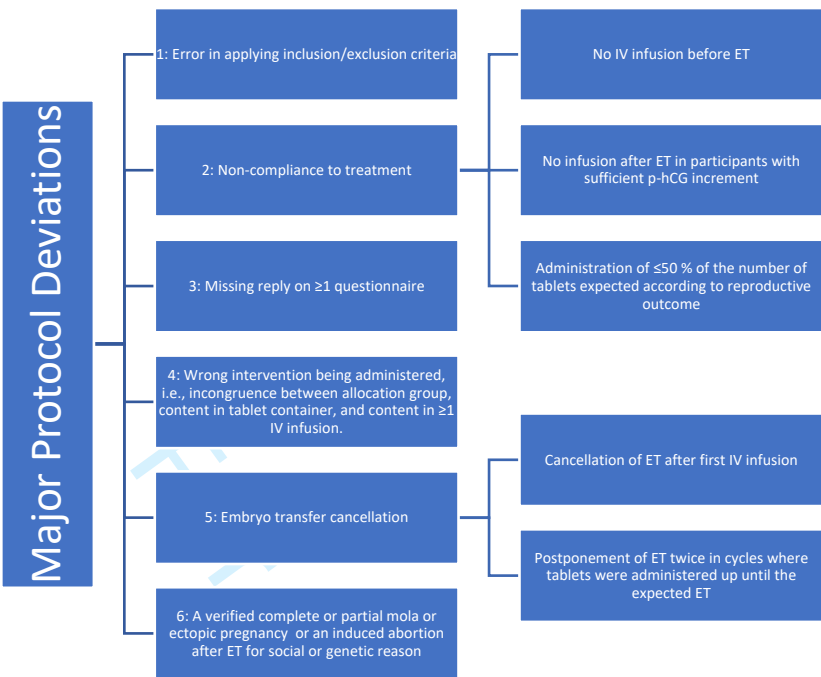 Major Protocol Deviations
1: Error in applying inclusion/exclusion criteria
2: Non-compliance to treatment
No IV infusion before ET
No infusion after ET in participants with
sufficient p-hCG increment
Administration of ≤50 % of the number of
tablets expected according to reproductive
outcome
3: Missing reply on ≥1 questionnaire
4: Wrong intervention being administered,
i.e., incongruence between allocation group,
content in tablet container, and content in ≥1
IV infusion.
5: Embryo transfer cancellation
Cancellation of ET after first IV infusion
Postponement of ET twice in cycles where
tablets were administered up until the
expected ET
6: A verified complete or partial mola or
ectopic pregnancy or an induced abortion
after ET for social or genetic reason